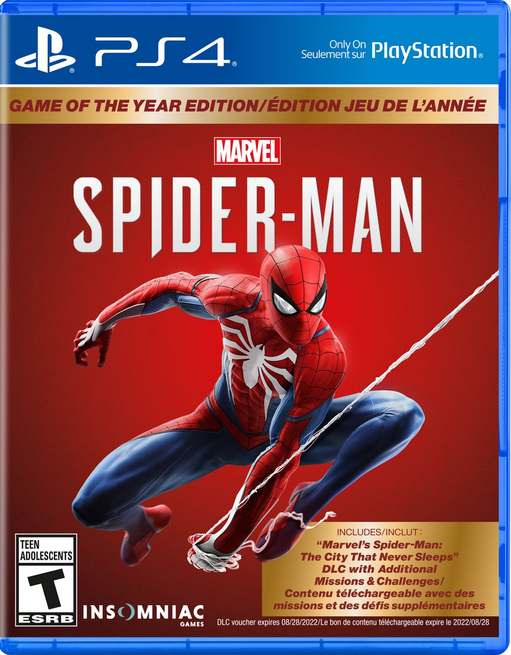 PS4
Only On
Seulement sur PlayStation
GAME OF THE YEAR EDITION/ÉDITION JEU DE L'ANNÉE
MARVEL
SPIDER-MAN
INCLUDES/INCLUT :
"Marvel's Spider-Man:
The City That Never Sleeps"
DLC with Additional
Missions & Challenges/
Contenu téléchargeable avec des
missions et des défis supplémentaires
DLC voucher expires 08/28/2022/Le bon de contenu téléchargeable expire le 2022/08/28
TEEN
ADOLESCENTS
T
ESRB
INSOMNIAC
GAMES